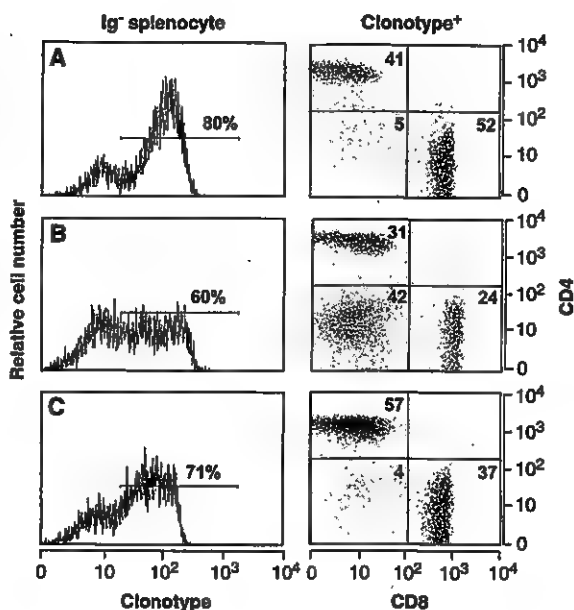 Ig⁻ splenocyte
Clonotype⁺
A
80%
41
5
52
10⁴
10³
10²
10
0
B
60%
31
42
24
10⁴
10³
10²
10
0
C
71%
57
4
37
10⁴
10³
10²
10
0
Relative cell number
CD4
0 10 10² 10³ 10⁴
0 10 10² 10³ 10⁴
Clonotype
CD8